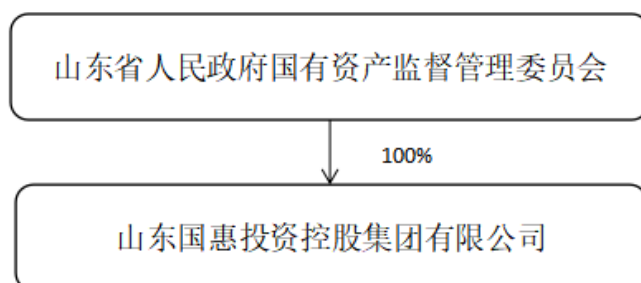 山东省人民政府国有资产监督管理委员会
100%
山东国惠投资控股集团有限公司